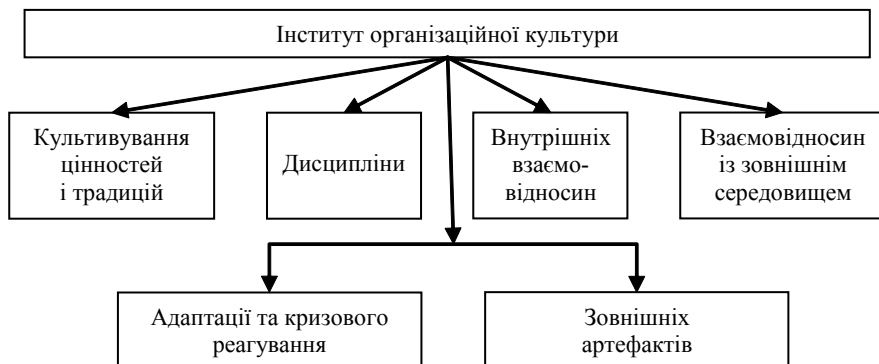 Інститут організаційної культури
Культивування
цінностей
і традицій
Дисципліни
Внутрішніх
взаємо-
відносин
Взаємовідносин
із зовнішнім
середовищем
Адаптації та кризового
реагування
Зовнішніх
артефактів